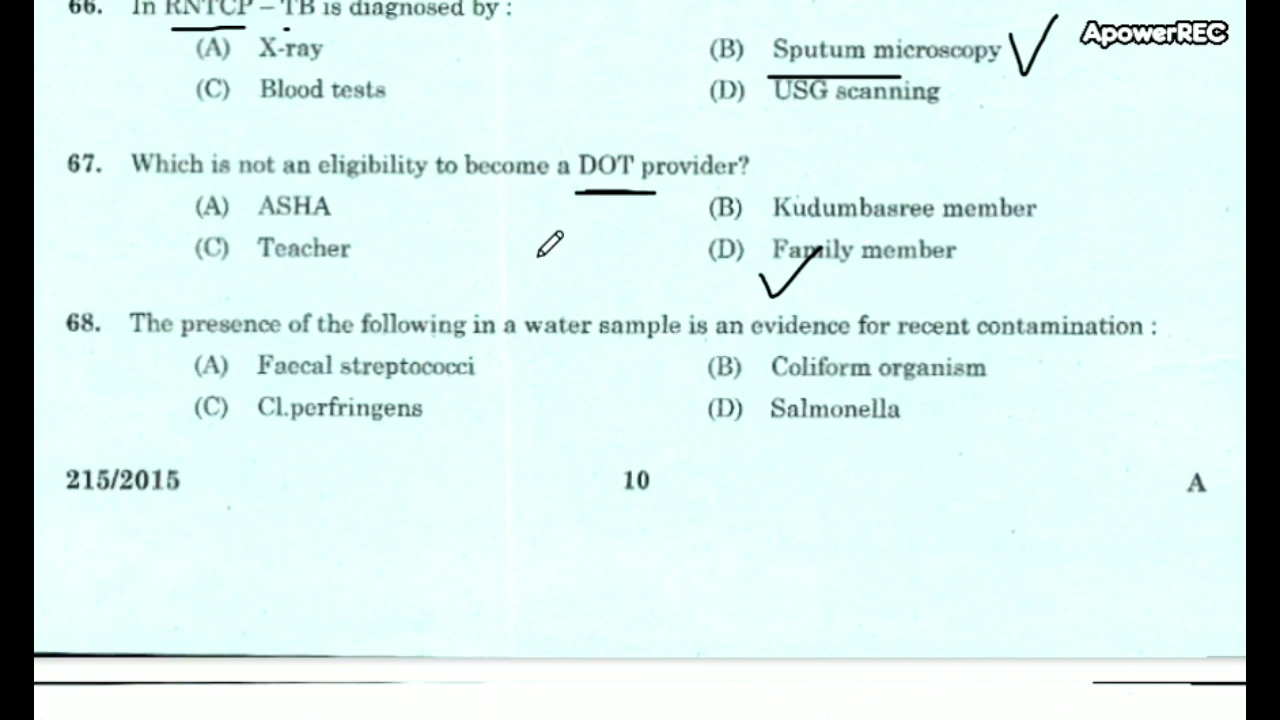 66. In RNTCP – TB is diagnosed by :
ApowerREC
(A) X-ray (B) Sputum microscopy
(C) Blood tests (D) USG scanning
67. Which is not an eligibility to become a DOT provider?
(A) ASHA (B) Kudumbasree member
(C) Teacher (D) Family member
68. The presence of the following in a water sample is an evidence for recent contamination :
(A) Faecal streptococci (B) Coliform organism
(C) Cl.perfringens (D) Salmonella
215/2015 10 A